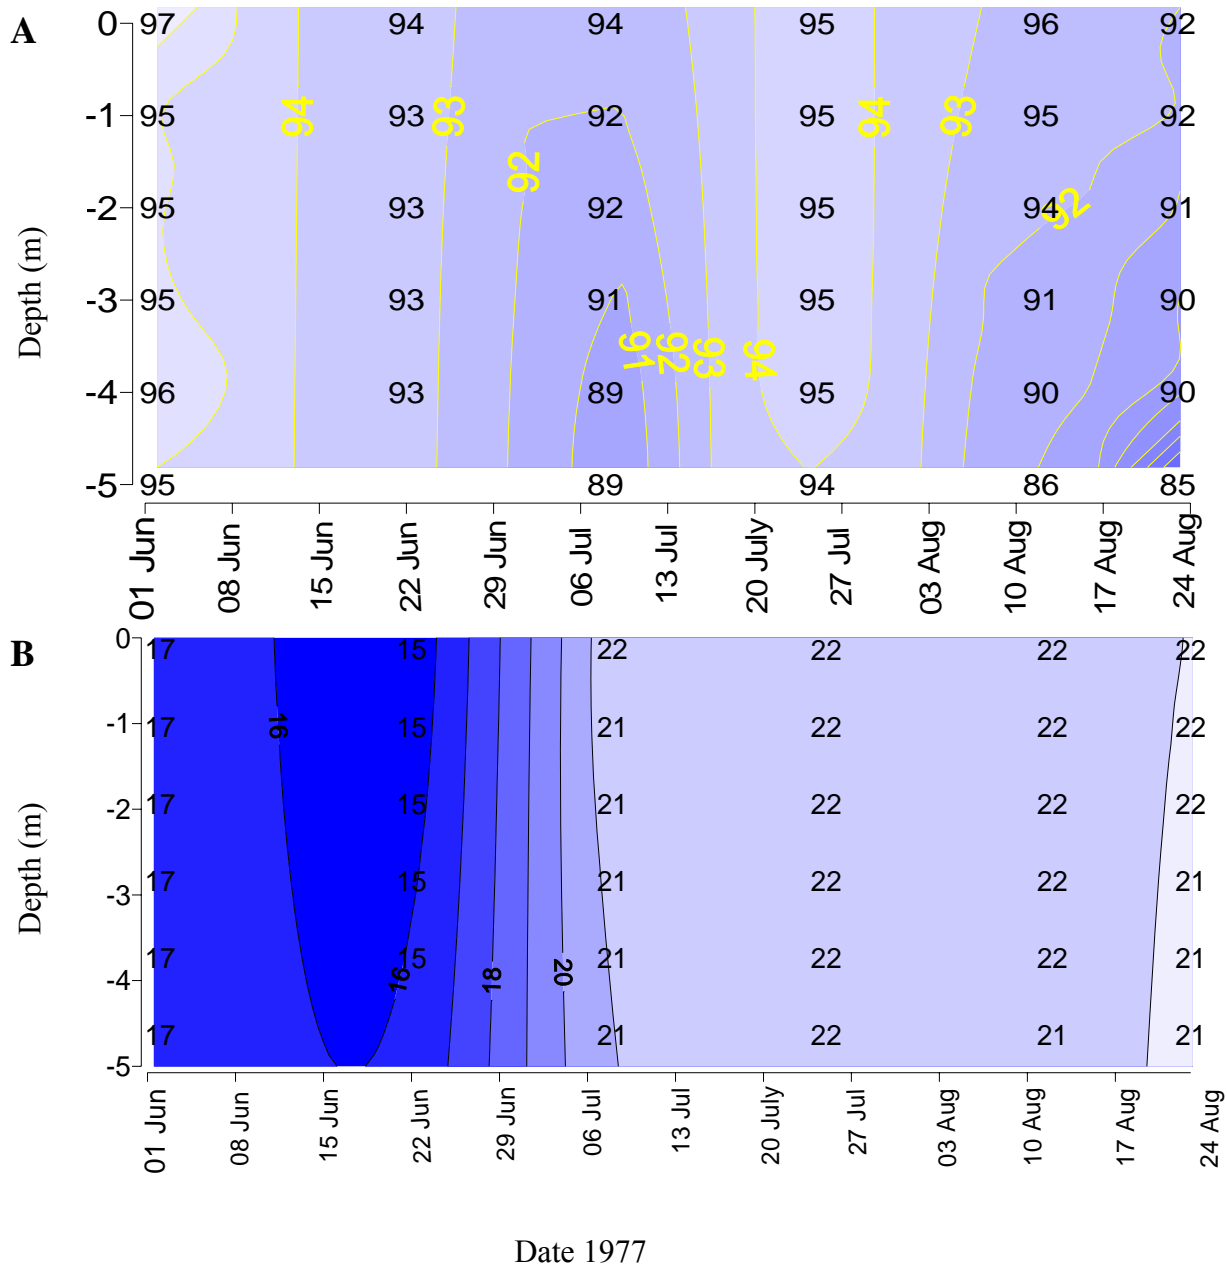 A
0 97 94 94 95 96 92
-1 95 94 93 93 92 95 94 93 95 92
92
-2 95 93 92 95 94 92 91
Depth (m)
-3 95 93 91 95 91 90
91 92 93 94
-4 96 93 89 95 90 90
-5 95 89 94 86 85
01 Jun 08 Jun 15 Jun 22 Jun 29 Jun 06 Jul 13 Jul 20 July 27 Jul 03 Aug 10 Aug 17 Aug 24 Aug
B
0 17 15 22 22 22 22
-1 17 16 15 21 22 22 22
-2 17 15 21 22 22 22
Depth (m)
-3 17 15 21 22 22 21
-4 17 15 21 22 22 21
16 18 20
17 21 22 21 21
-5
01 Jun 08 Jun 15 Jun 22 Jun 29 Jun 06 Jul 13 Jul 20 July 27 Jul 03 Aug 10 Aug 17 Aug 24 Aug
Date 1977